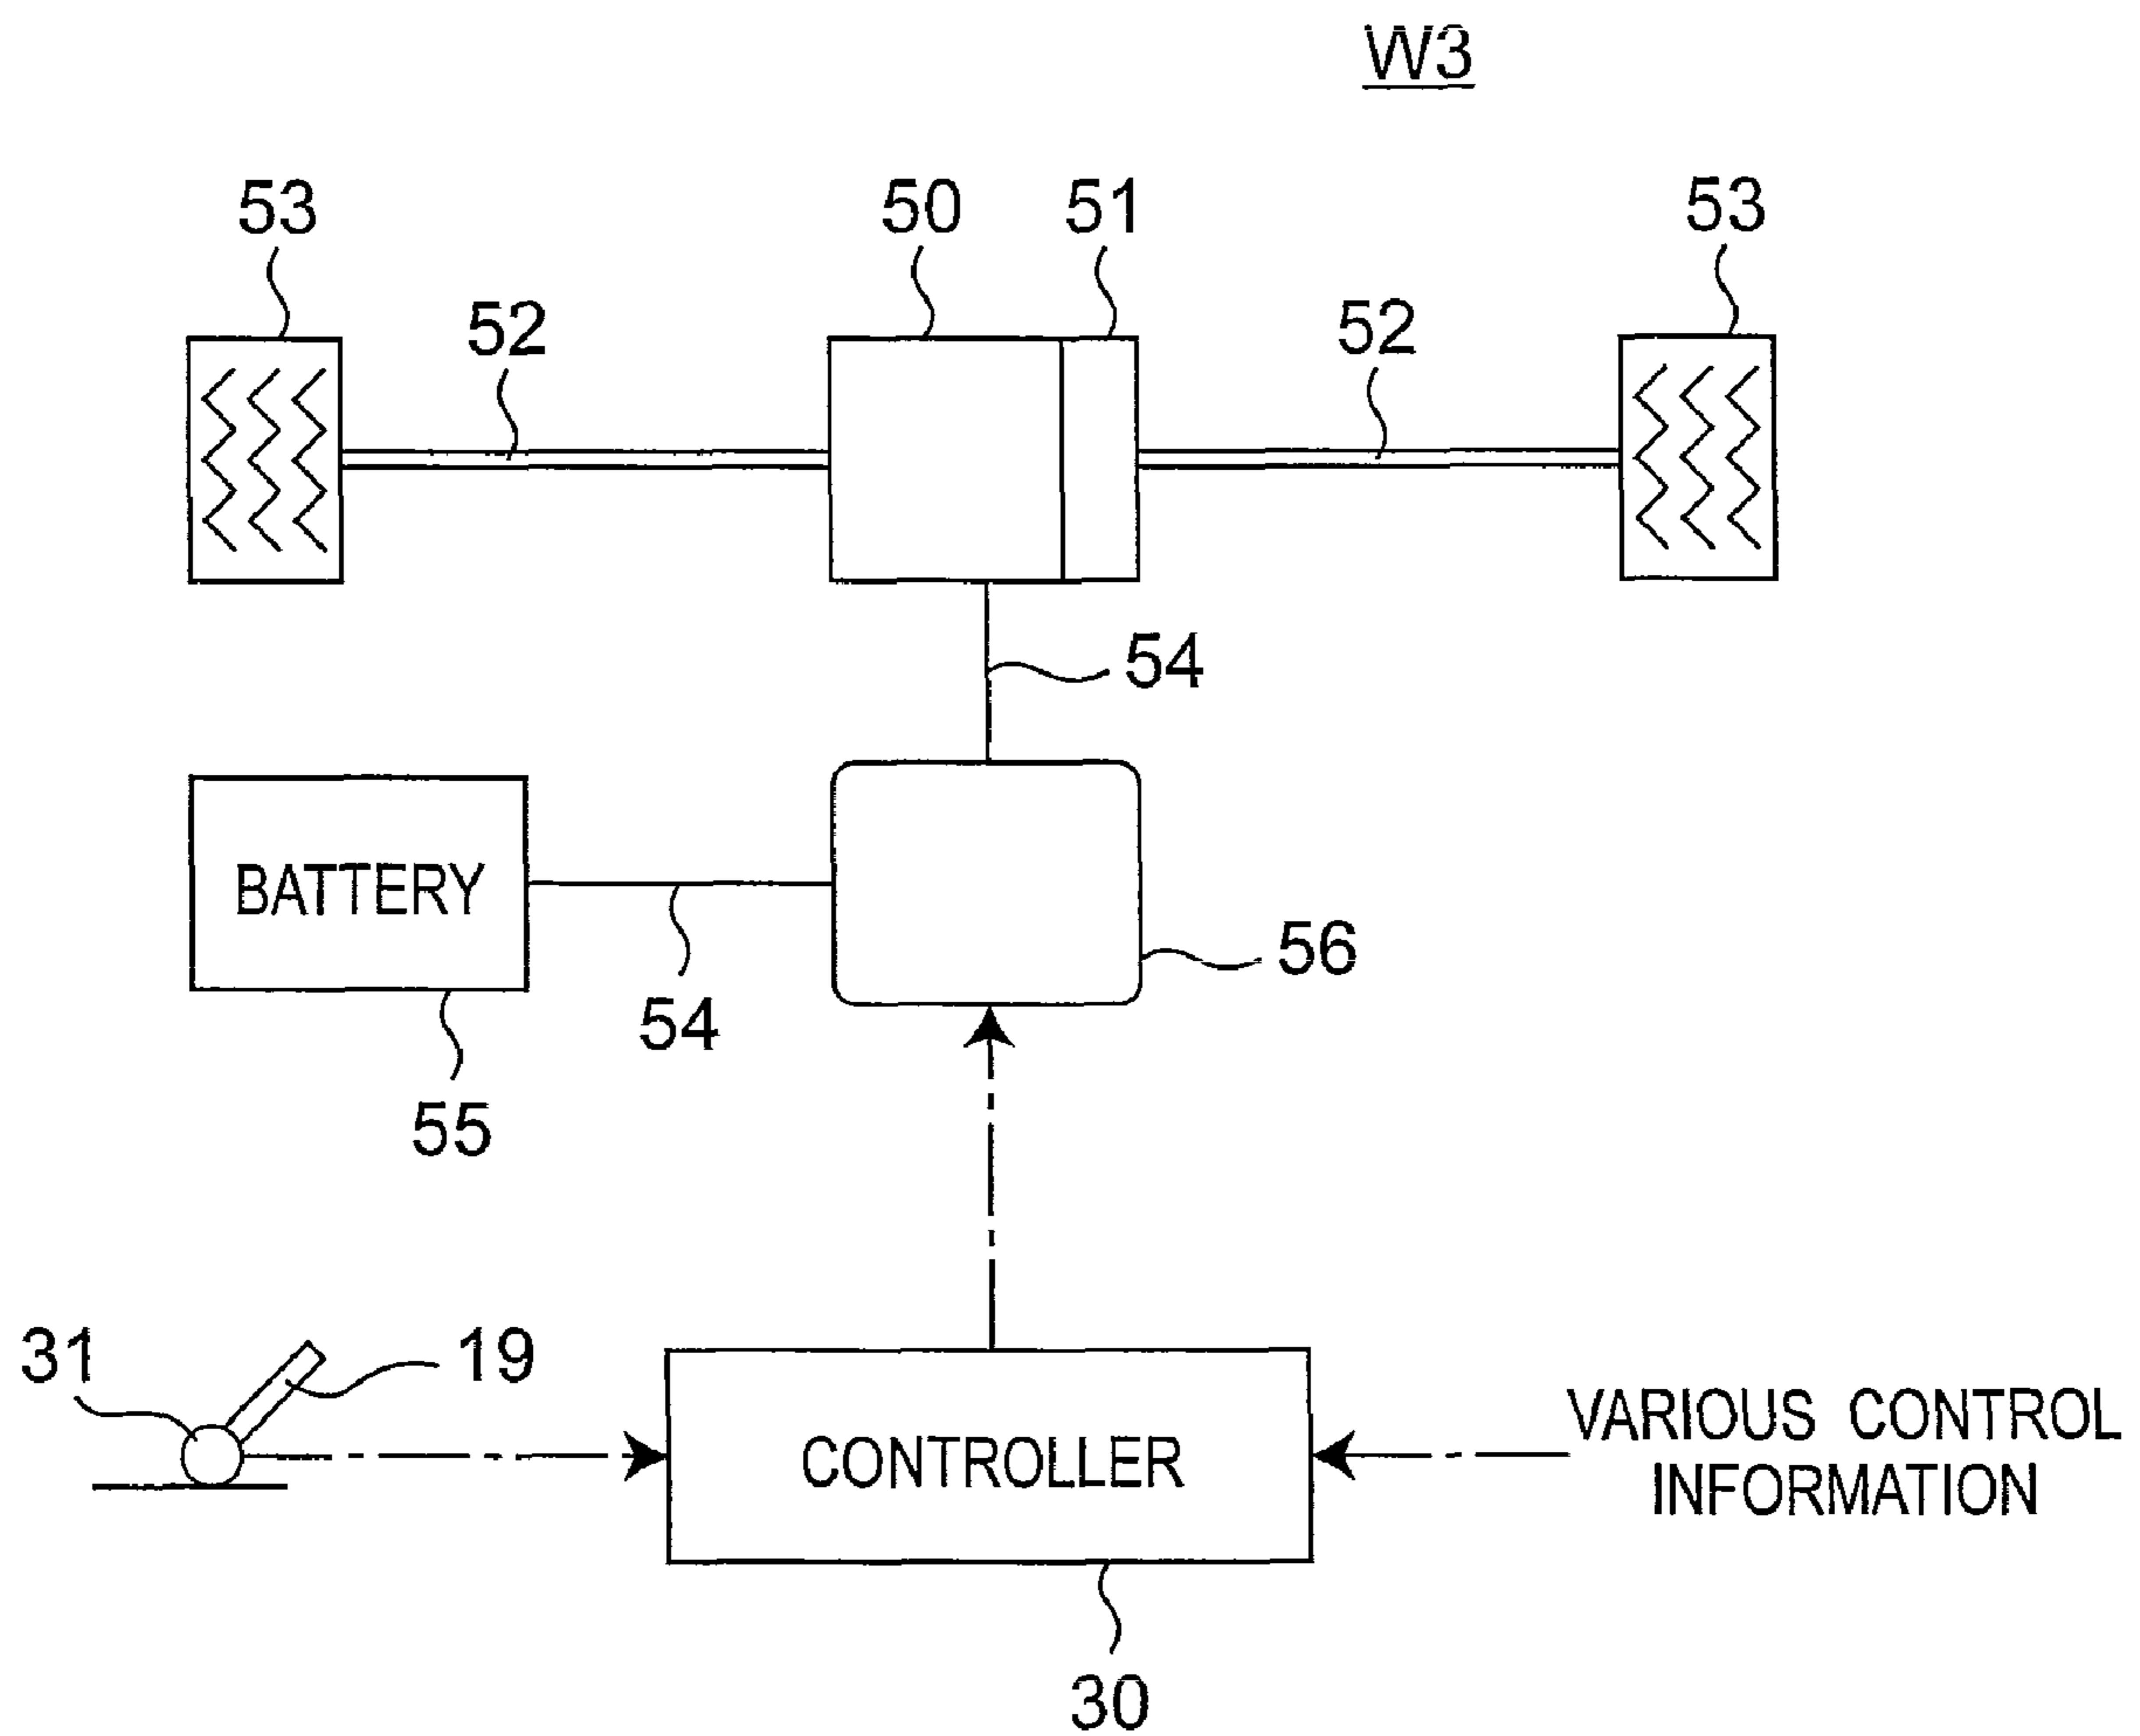 W3
53
50
51
53
52
52
54
BATTERY
56
54
55
31
19
VARIOUS CONTROL
INFORMATION
CONTROLLER
30